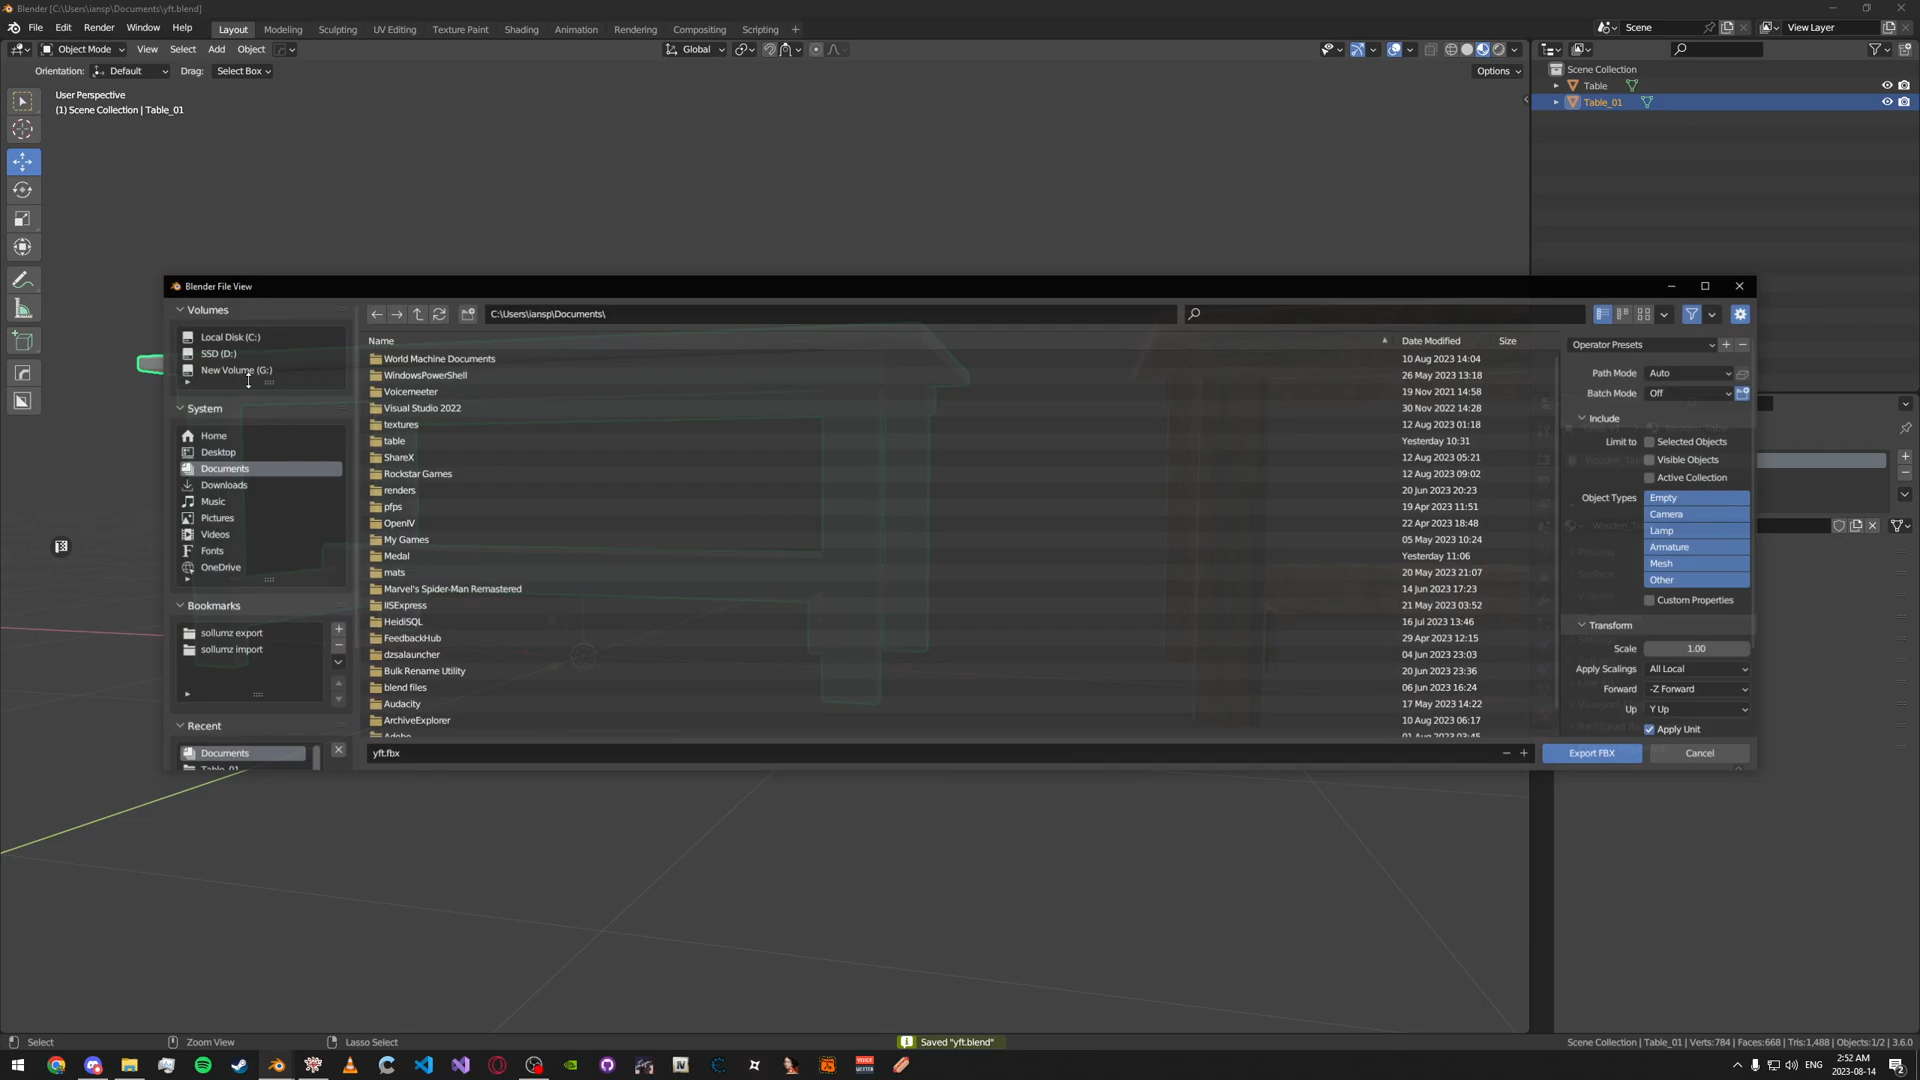 Blender [C:\Users\iansp\Documents\yft.blend]
File Edit Render Window Help
Layout Modeling Sculpting UV Editing Texture Paint Shading Animation Rendering Compositing Scripting +
Scene
View Layer
Object Mode View Select Add Object
Global
Orientation: Default Drag: Select Box
Options
User Perspective
(1) Scene Collection | Table_01
Scene Collection
Table
Table_01
Blender File View
Volumes
Local Disk (C:)
SSD (D:)
New Volume (G:)
System
Home
Desktop
Documents
Downloads
Music
Pictures
Videos
Fonts
OneDrive
Bookmarks
sollumz export
sollumz import
Recent
Documents
Table_01
C:\Users\iansp\Documents\
Name Date Modified Size
World Machine Documents 10 Aug 2023 14:04
WindowsPowerShell 26 May 2023 13:18
Voicemeeter 19 Nov 2021 14:58
Visual Studio 2022 30 Nov 2022 14:28
textures 12 Aug 2023 01:18
table Yesterday 10:31
ShareX 12 Aug 2023 05:21
Rockstar Games 12 Aug 2023 09:02
renders 20 Jun 2023 20:23
pfps 19 Apr 2023 11:51
OpenIV 22 Apr 2023 18:48
My Games 05 May 2023 10:24
Medal Yesterday 11:06
mats 20 May 2023 21:07
Marvel's Spider-Man Remastered 14 Jun 2023 17:23
IISExpress 21 May 2023 03:52
HeidiSQL 16 Jul 2023 13:46
FeedbackHub 29 Apr 2023 12:15
dzsalauncher 04 Jun 2023 23:03
Bulk Rename Utility 20 Jun 2023 23:36
blend files 06 Jun 2023 16:24
Audacity 17 May 2023 14:22
ArchiveExplorer 10 Aug 2023 06:17
Adobe 01 Aug 2023 03:45
yft.fbx
Operator Presets
Path Mode Auto
Batch Mode Off
Include
Limit to Selected Objects
Visible Objects
Active Collection
Object Types Empty
Camera
Lamp
Armature
Mesh
Other
Custom Properties
Transform
Scale 1.00
Apply Scalings All Local
Forward -Z Forward
Up Y Up
Apply Unit
Export FBX Cancel
Select Zoom View Lasso Select
Saved "yft.blend"
Scene Collection | Table_01 | Verts:784 | Faces:668 | Tris:1,488 | Objects:1/2 | 3.6.0
ENG
2:52 AM
2023-08-14